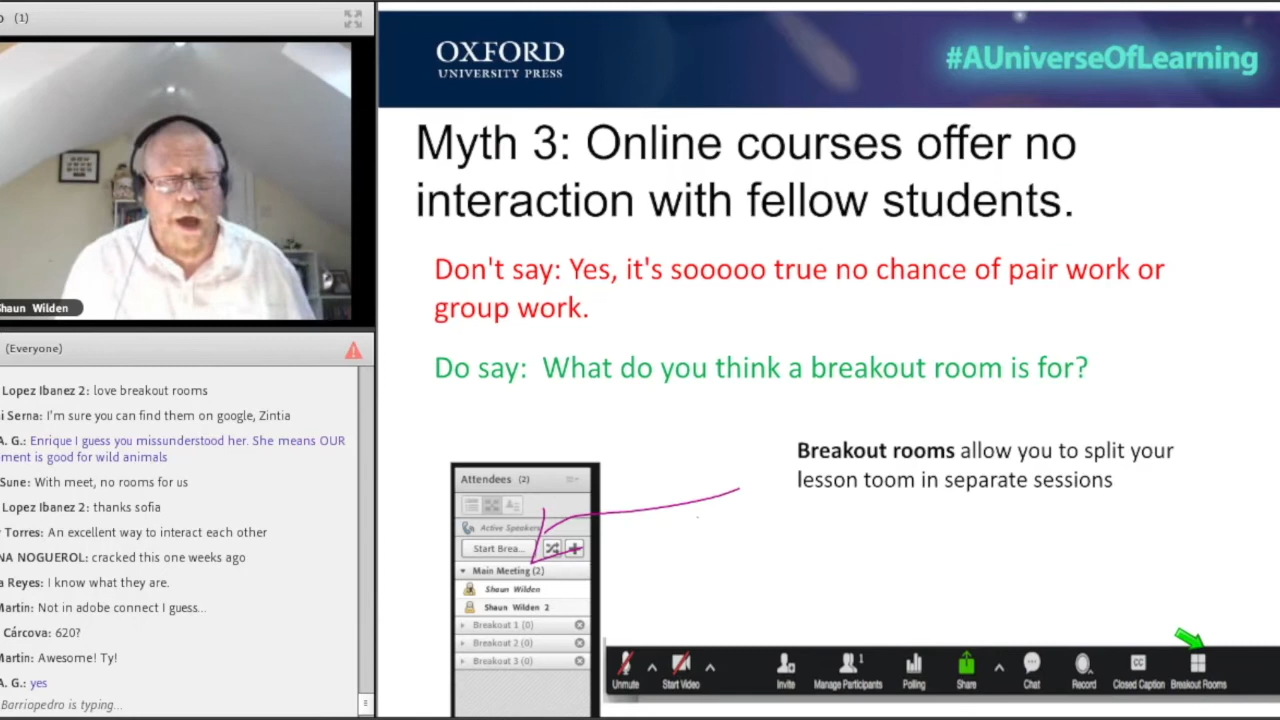 (1)
Shaun Wilden
(Everyone)
Lopez Ibanez 2: love breakout rooms
i Serna: I'm sure you can find them on google, Zintia
A. G.: Enrique I guess you missunderstood her. She means OUR
ment is good for wild animals
Sune: With meet, no rooms for us
Lopez Ibanez 2: thanks sofia
Torres: An excellent way to interact each other
NA NOGUEROL: cracked this one weeks ago
a Reyes: I know what they are.
Martin: Not in adobe connect I guess...
Cárcova: 620?
Martin: Awesome! Ty!
A. G.: yes
Barriopedro is typing...
OXFORD
UNIVERSITY PRESS
#AUniverseOfLearning
Myth 3: Online courses offer no
interaction with fellow students.
Don't say: Yes, it's sooooo true no chance of pair work or
group work.
Do say: What do you think a breakout room is for?
Breakout rooms allow you to split your
lesson toom in separate sessions
Attendees (2)
Active Speakers
Start Brea...
Main Meeting (2)
Shaun Wilden
Shaun Wilden 2
Breakout 1 (0)
Breakout 2 (0)
Breakout 3 (0)
Unmute
Start Video
Invite
1
Manage Participants
Polling
Share
Chat
Record
CC
Closed Caption
Breakout Rooms